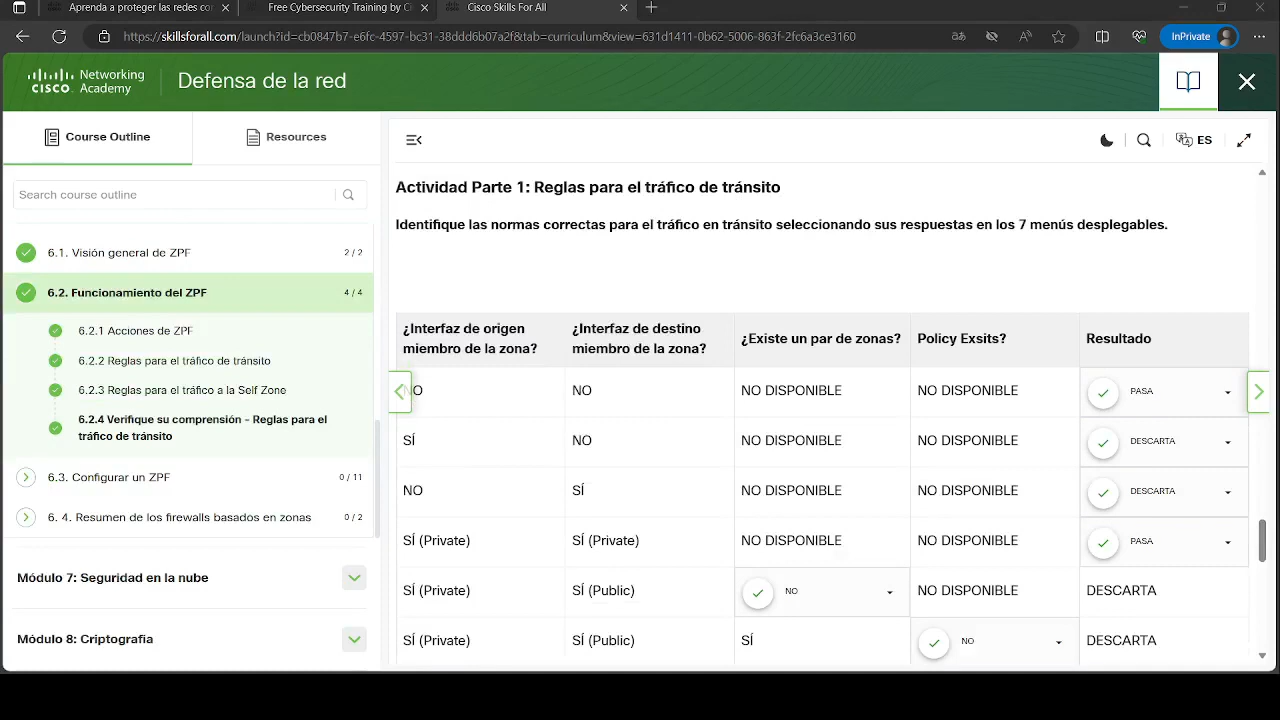 Aprenda a proteger las redes cor
Free Cybersecurity Training by C
Cisco Skills For All
https://skillsforall.com/launch?id=cb0847b7-e6fc-4597-bc31-38ddd6b07a2f&tab=curriculum&view=631d1411-0b62-5006-863f-2fc6a3ce3160
InPrivate
Networking
CISCO Academy
Defensa de la red
Course Outline
Resources
ES
Search course outline
6.1. Visión general de ZPF 2 / 2
6.2. Funcionamiento del ZPF 4 / 4
6.2.1 Acciones de ZPF
6.2.2 Reglas para el tráfico de tránsito
6.2.3 Reglas para el tráfico a la Self Zone
6.2.4 Verifique su comprensión - Reglas para el
tráfico de tránsito
6.3. Configurar un ZPF 0 / 11
6. 4. Resumen de los firewalls basados en zonas 0 / 2
Módulo 7: Seguridad en la nube
Módulo 8: Criptografía
Actividad Parte 1: Reglas para el tráfico de tránsito
Identifique las normas correctas para el tráfico en tránsito seleccionando sus respuestas en los 7 menús desplegables.
¿Interfaz de origen miembro de la zona? ¿Interfaz de destino miembro de la zona? ¿Existe un par de zonas? Policy Exsits? Resultado
NO NO NO DISPONIBLE NO DISPONIBLE PASA
SÍ NO NO DISPONIBLE NO DISPONIBLE DESCARTA
NO SÍ NO DISPONIBLE NO DISPONIBLE DESCARTA
SÍ (Private) SÍ (Private) NO DISPONIBLE NO DISPONIBLE PASA
SÍ (Private) SÍ (Public) NO NO DISPONIBLE DESCARTA
SÍ (Private) SÍ (Public) SÍ NO DESCARTA